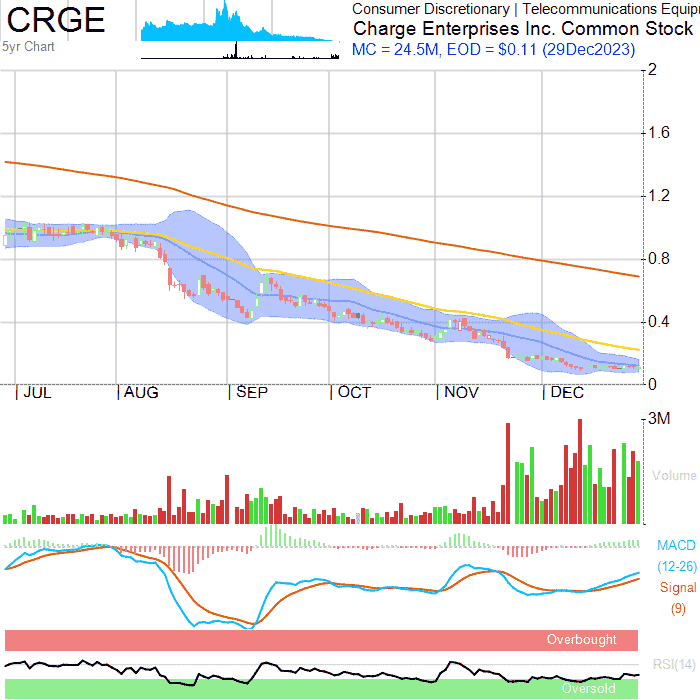 CRGE
5yr Chart
Consumer Discretionary | Telecommunications Equip
Charge Enterprises Inc. Common Stock
MC = 24.5M, EOD = $0.11 (29Dec2023)
2
1.6
1.2
0.8
0.4
0
JUL AUG SEP OCT NOV DEC
3M
Volume
MACD
(12-26)
Signal
(9)
Overbought
RSI(14)
Oversold